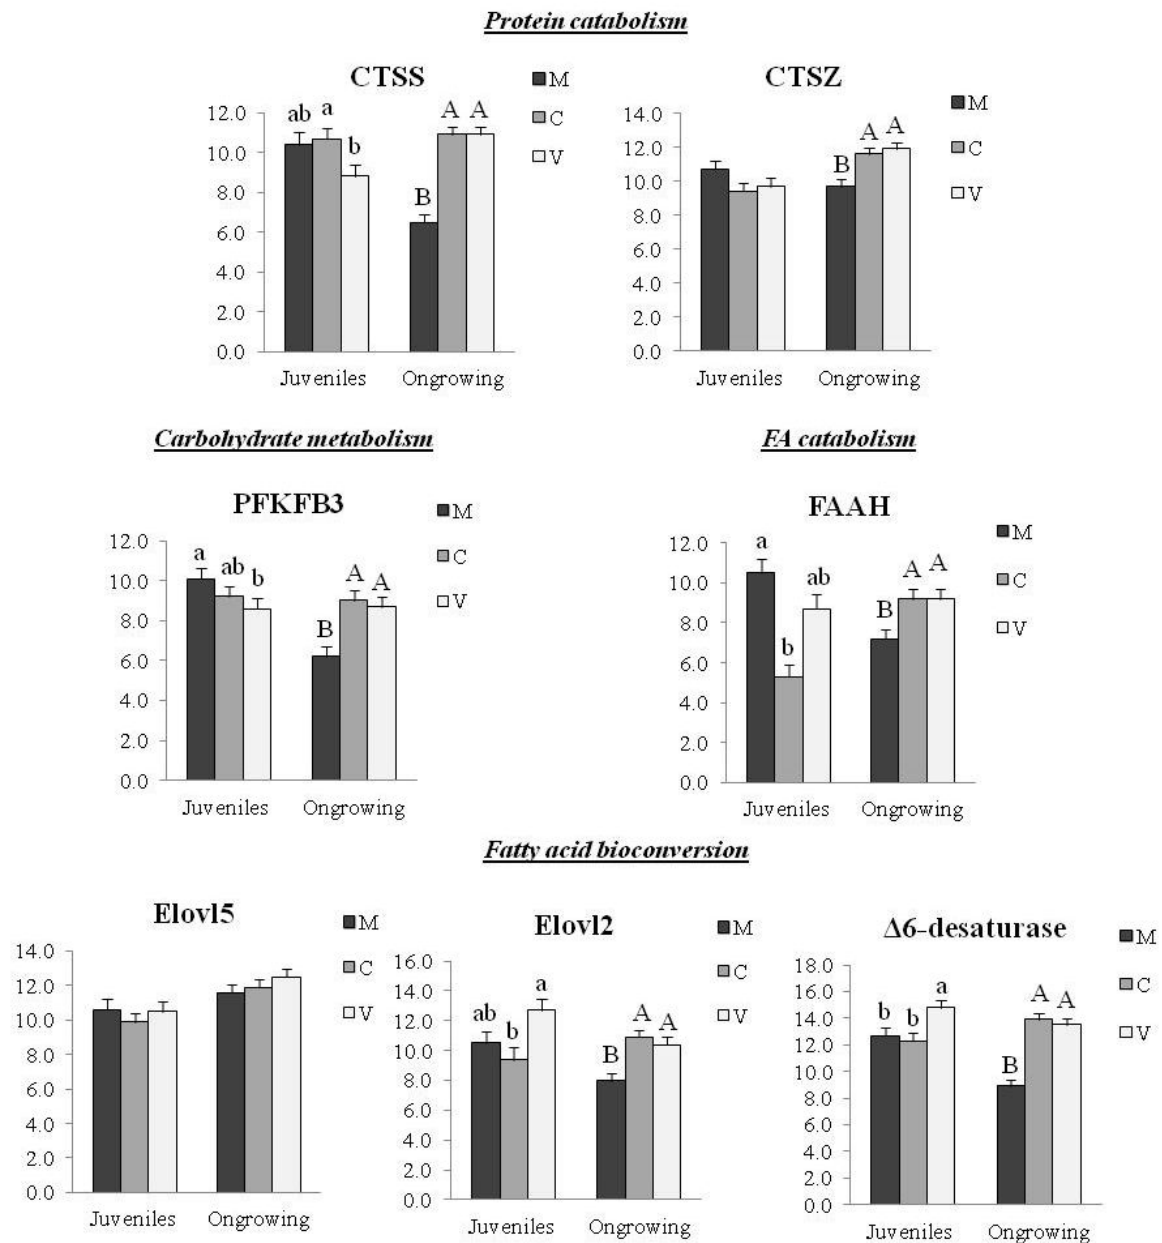 Protein catabolism
CTSS
M
C
V
12.0
10.0
8.0
6.0
4.0
2.0
0.0
ab
a
b
B
A
A
Juveniles
Ongrowing
CTSZ
M
C
V
14.0
12.0
10.0
8.0
6.0
4.0
2.0
0.0
B
A
A
Juveniles
Ongrowing
Carbohydrate metabolism
PFKFB3
M
C
V
12.0
10.0
8.0
6.0
4.0
2.0
0.0
a
ab
b
B
A
A
Juveniles
Ongrowing
FA catabolism
FAAH
M
C
V
12.0
10.0
8.0
6.0
4.0
2.0
0.0
a
b
ab
B
A
A
Juveniles
Ongrowing
Fatty acid bioconversion
Elovl5
M
C
V
14.0
12.0
10.0
8.0
6.0
4.0
2.0
0.0
Juveniles
Ongrowing
Elovl2
M
C
V
16.0
14.0
12.0
10.0
8.0
6.0
4.0
2.0
0.0
ab
b
a
B
A
A
Juveniles
Ongrowing
Δ6-desaturase
M
C
V
18.0
16.0
14.0
12.0
10.0
8.0
6.0
4.0
2.0
0.0
b
b
a
B
A
A
Juveniles
Ongrowing